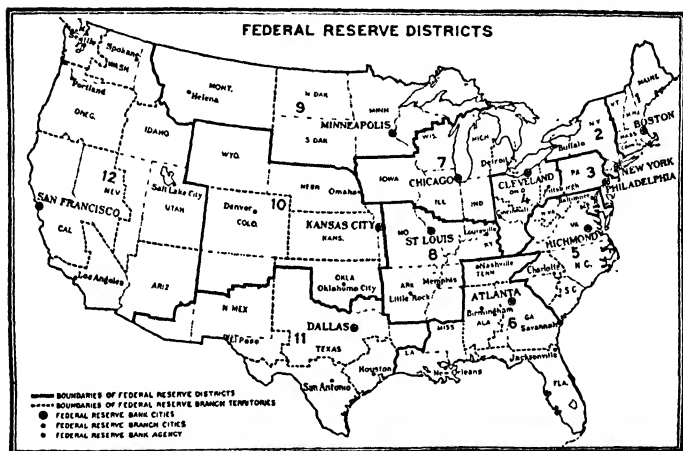 FEDERAL RESERVE DISTRICTS
Seattle
Spokane
WASH
Portland
OREG.
IDAHO
MONT.
Helena
N DAK
9
S DAK
MINN
MINNEAPOLIS
WIS.
MICH
MAINE
1
VT
N H
MASS
BOSTON
N Y
2
Buffalo
Detroit
7
CHICAGO
IOWA
ILL
IND
CLEVELAND
OHIO
4
Cincinnati
Pittsburgh
PA
3
NEW YORK
PHILADELPHIA
Baltimore
WYO.
NEBR
Omaha
12
NEV.
Salt Lake City
UTAH
SAN FRANCISCO
CAL
Los Angeles
ARIZ
Denver
COLO.
10
KANSAS CITY
KANS.
MO
ST LOUIS
8
Louisville
KY
VA
RICHMOND
5
Charlotte
N.C.
S C
Nashville
TENN
Memphis
ARK
Little Rock
OKLA
Oklahoma City
N MEX
El Paso
DALLAS
11
TEXAS
Houston
San Antonio
LA
New Orleans
MISS
ATLANTA
Birmingham
ALA
6
GA
Savannah
Jacksonville
FLA.
BOUNDARIES OF FEDERAL RESERVE DISTRICTS
BOUNDARIES OF FEDERAL RESERVE BRANCH TERRITORIES
FEDERAL RESERVE BANK CITIES
FEDERAL RESERVE BRANCH CITIES
FEDERAL RESERVE BANK AGENCY